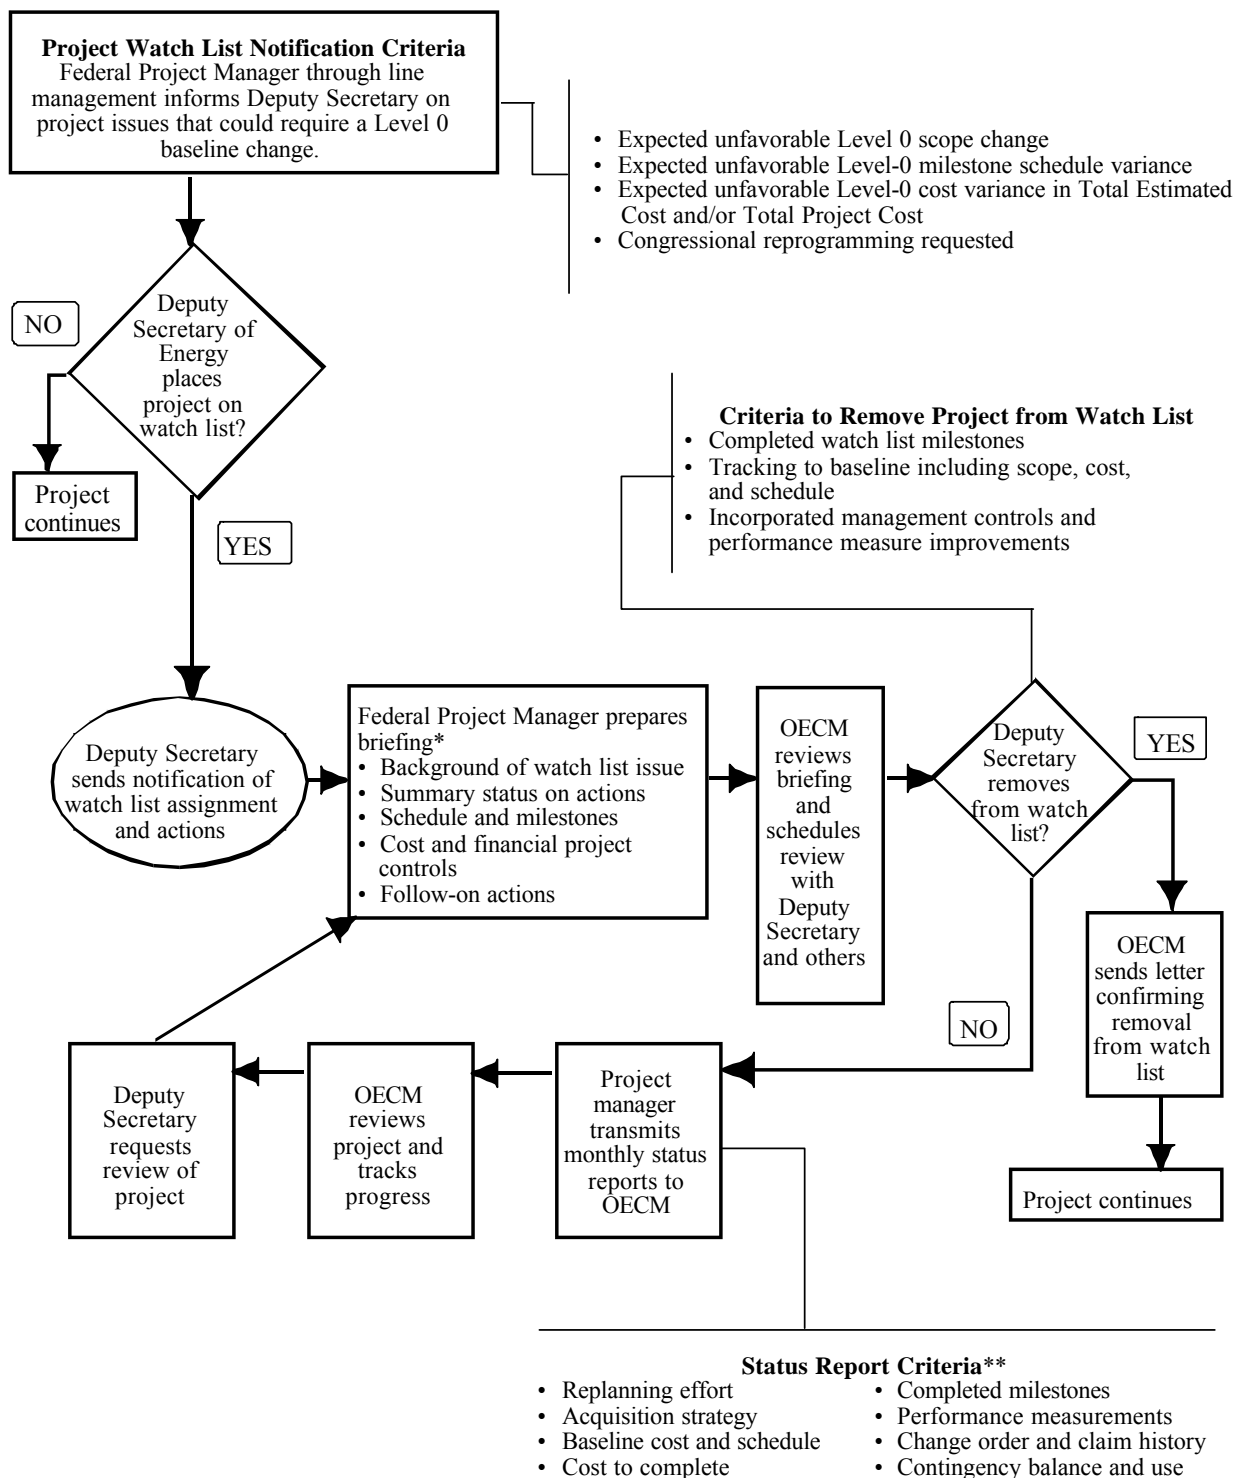 Project Watch List Notification Criteria
Federal Project Manager through line
management informs Deputy Secretary on
project issues that could require a Level 0
baseline change.
• Expected unfavorable Level 0 scope change
• Expected unfavorable Level-0 milestone schedule variance
• Expected unfavorable Level-0 cost variance in Total Estimated
Cost and/or Total Project Cost
• Congressional reprogramming requested
Deputy
Secretary of
Energy
places
project on
watch list?
NO
Project
continues
YES
Criteria to Remove Project from Watch List
• Completed watch list milestones
• Tracking to baseline including scope, cost,
and schedule
• Incorporated management controls and
performance measure improvements
Deputy Secretary
sends notification of
watch list assignment
and actions
Federal Project Manager prepares
briefing*
• Background of watch list issue
• Summary status on actions
• Schedule and milestones
• Cost and financial project
controls
• Follow-on actions
OECM
reviews
briefing
and
schedules
review
with
Deputy
Secretary
and others
Deputy
Secretary
removes
from watch
list?
YES
OECM
sends letter
confirming
removal
from watch
list
Project continues
NO
Project
manager
transmits
monthly status
reports to
OECM
OECM
reviews
project and
tracks
progress
Deputy
Secretary
requests
review of
project
Status Report Criteria**
• Replanning effort
• Acquisition strategy
• Baseline cost and schedule
• Cost to complete
• Completed milestones
• Performance measurements
• Change order and claim history
• Contingency balance and use